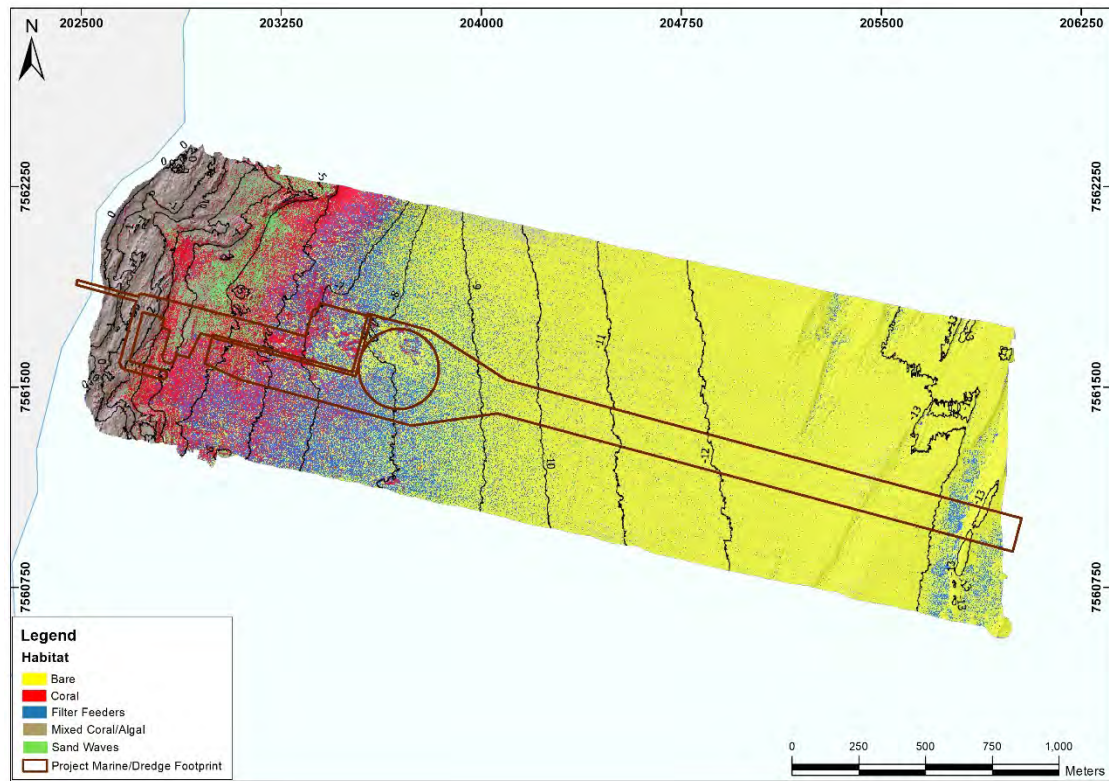 202500 203250 204000 204750 205500 206250
N
7562250 7562250
7561500 7561500
7560750 7560750
0
-5
-8
-9
-10
-11
-12
-13
-13
-13
-13
Legend
Habitat
Bare
Coral
Filter Feeders
Mixed Coral/Algal
Sand Waves
Project Marine/Dredge Footprint
0 250 500 750 1,000
Meters